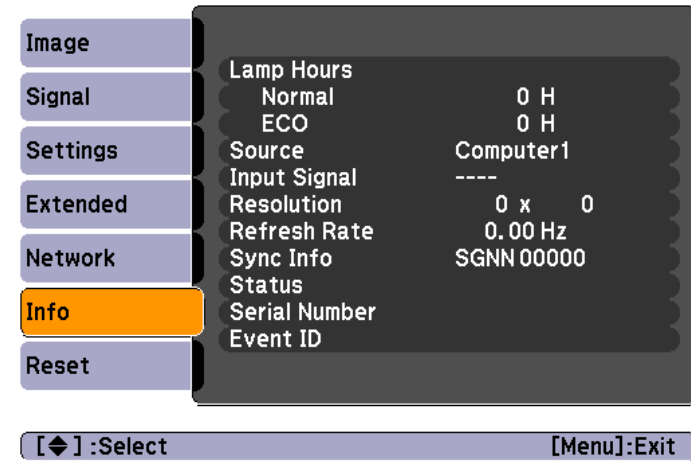 Image
Signal
Settings
Extended
Network
Info
Reset
Lamp Hours
Normal 0 H
ECO 0 H
Source Computer1
Input Signal ----
Resolution 0 x 0
Refresh Rate 0.00 Hz
Sync Info SGNN 00000
Status
Serial Number
Event ID
[◆] :Select [Menu]:Exit